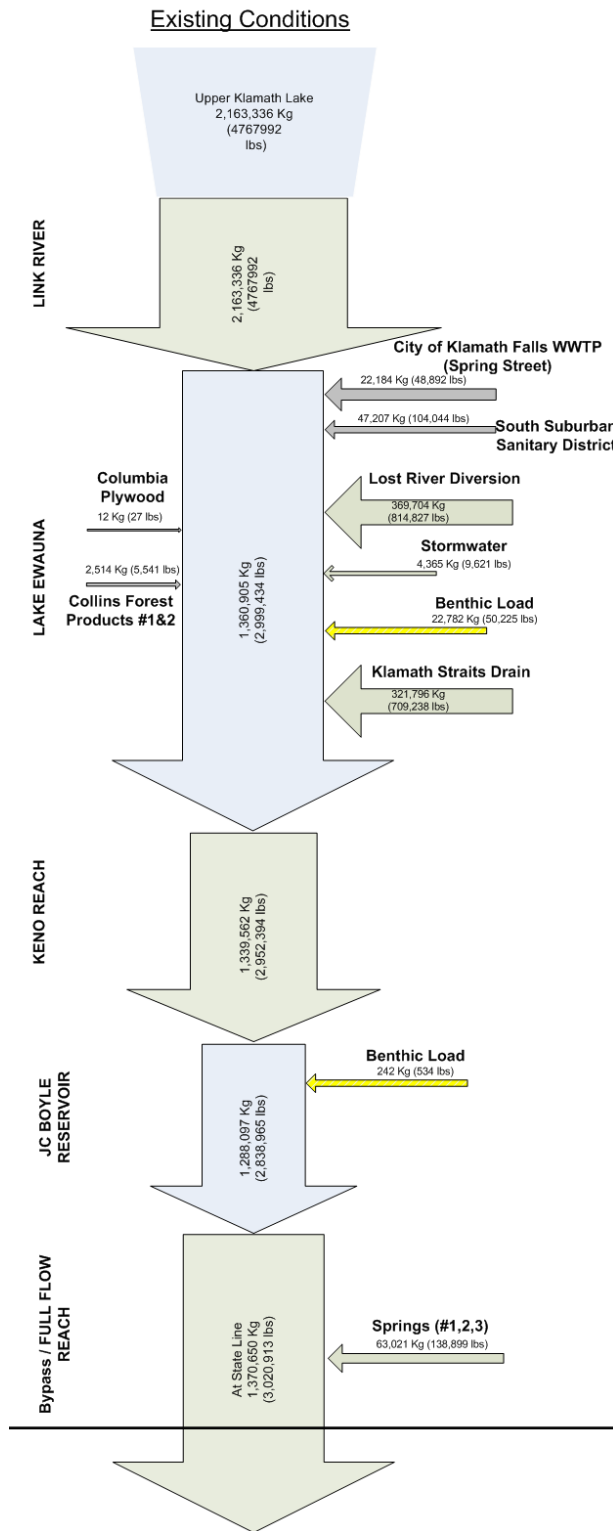 Existing Conditions
Upper Klamath Lake
2,163,336 Kg
(4767992
lbs)
LINK RIVER
2,163,336 Kg
(4767992
lbs)
City of Klamath Falls WWTP
(Spring Street)
22,184 Kg (48,892 lbs)
47,207 Kg (104,044 lbs)
South Suburban
Sanitary District
Columbia
Plywood
12 Kg (27 lbs)
Lost River Diversion
369,704 Kg
(814,827 lbs)
Stormwater
4,365 Kg (9,621 lbs)
2,514 Kg (5,541 lbs)
Collins Forest
Products #1&2
LAKE EWAUNA
1,360,905 Kg
(2,999,434 lbs)
Benthic Load
22,782 Kg (50,225 lbs)
Klamath Straits Drain
321,796 Kg
(709,238 lbs)
KENO REACH
1,339,562 Kg
(2,952,394 lbs)
JC BOYLE
RESERVOIR
1,288,097 Kg
(2,838,965 lbs)
Benthic Load
242 Kg (534 lbs)
Bypass / FULL FLOW
REACH
At State Line
1,370,650 Kg
(3,020,913 lbs)
Springs (#1,2,3)
63,021 Kg (138,899 lbs)